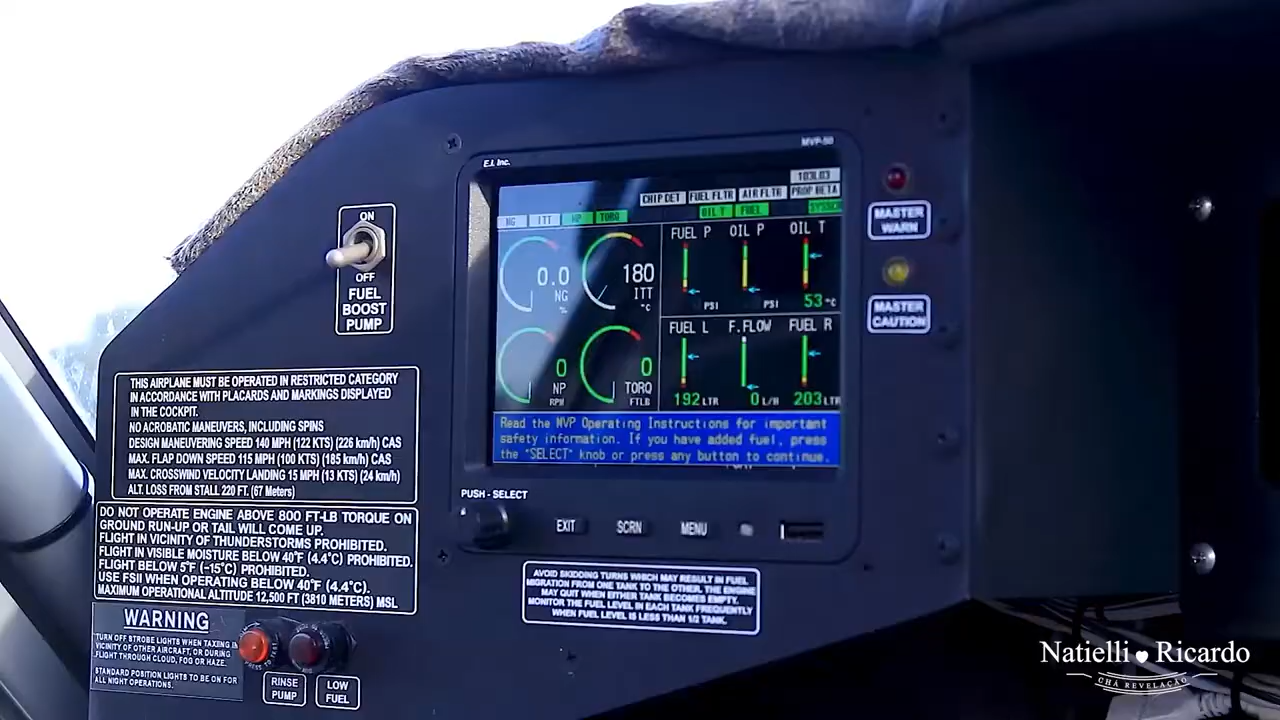 E.I. Inc.
MVP-50
103LO3
CHIP DET FUEL FLTR AIR FLTR PROP BETA
NG ITT NP TORQ
FUEL
0.0
NG
%
180
ITT
°C
FUEL P OIL P OIL T
PSI
PSI
53 °C
0
NP
RPM
0
TORQ
FTLB
FUEL L F.FLOW FUEL R
192 LTR
0 L/H
203 LTR
Read the MVP Operating Instructions for important
safety information. If you have added fuel, press
the "SELECT" knob or press any button to continue.
PUSH - SELECT
EXIT
SCRN
MENU
MASTER
WARN
MASTER
CAUTION
ON
OFF
FUEL
BOOST
PUMP
THIS AIRPLANE MUST BE OPERATED IN RESTRICTED CATEGORY
IN ACCORDANCE WITH PLACARDS AND MARKINGS DISPLAYED
IN THE COCKPIT.
NO ACROBATIC MANEUVERS, INCLUDING SPINS
DESIGN MANEUVERING SPEED 140 MPH (122 KTS) (226 km/h) CAS
MAX. FLAP DOWN SPEED 115 MPH (100 KTS) (185 km/h) CAS
MAX. CROSSWIND VELOCITY LANDING 15 MPH (13 KTS) (24 km/h)
ALT. LOSS FROM STALL 220 FT. (67 Meters)
DO NOT OPERATE ENGINE ABOVE 800 FT-LB TORQUE ON
GROUND RUN-UP OR TAIL WILL COME UP.
FLIGHT IN VICINITY OF THUNDERSTORMS PROHIBITED.
FLIGHT IN VISIBLE MOISTURE BELOW 40°F (4.4°C) PROHIBITED.
FLIGHT BELOW 5°F (-15°C) PROHIBITED.
USE FSII WHEN OPERATING BELOW 40°F (4.4°C).
MAXIMUM OPERATIONAL ALTITUDE 12,500 FT (3810 METERS) MSL
AVOID SKIDDING TURNS WHICH MAY RESULT IN FUEL
MIGRATION FROM ONE TANK TO THE OTHER. THE ENGINE
MAY QUIT WHEN EITHER TANK BECOMES EMPTY.
MONITOR THE FUEL LEVEL IN EACH TANK FREQUENTLY
WHEN FUEL LEVEL IS LESS THAN 1/2 TANK.
WARNING
TURN OFF STROBE LIGHTS WHEN TAXING IN
VICINITY OF OTHER AIRCRAFT, OR DURING
FLIGHT THROUGH CLOUD, FOG OR HAZE.
STANDARD POSITION LIGHTS TO BE ON FOR
ALL NIGHT OPERATIONS.
RINSE
PUMP
LOW
FUEL
Natielli Ricardo
CHÁ REVELAÇÃO